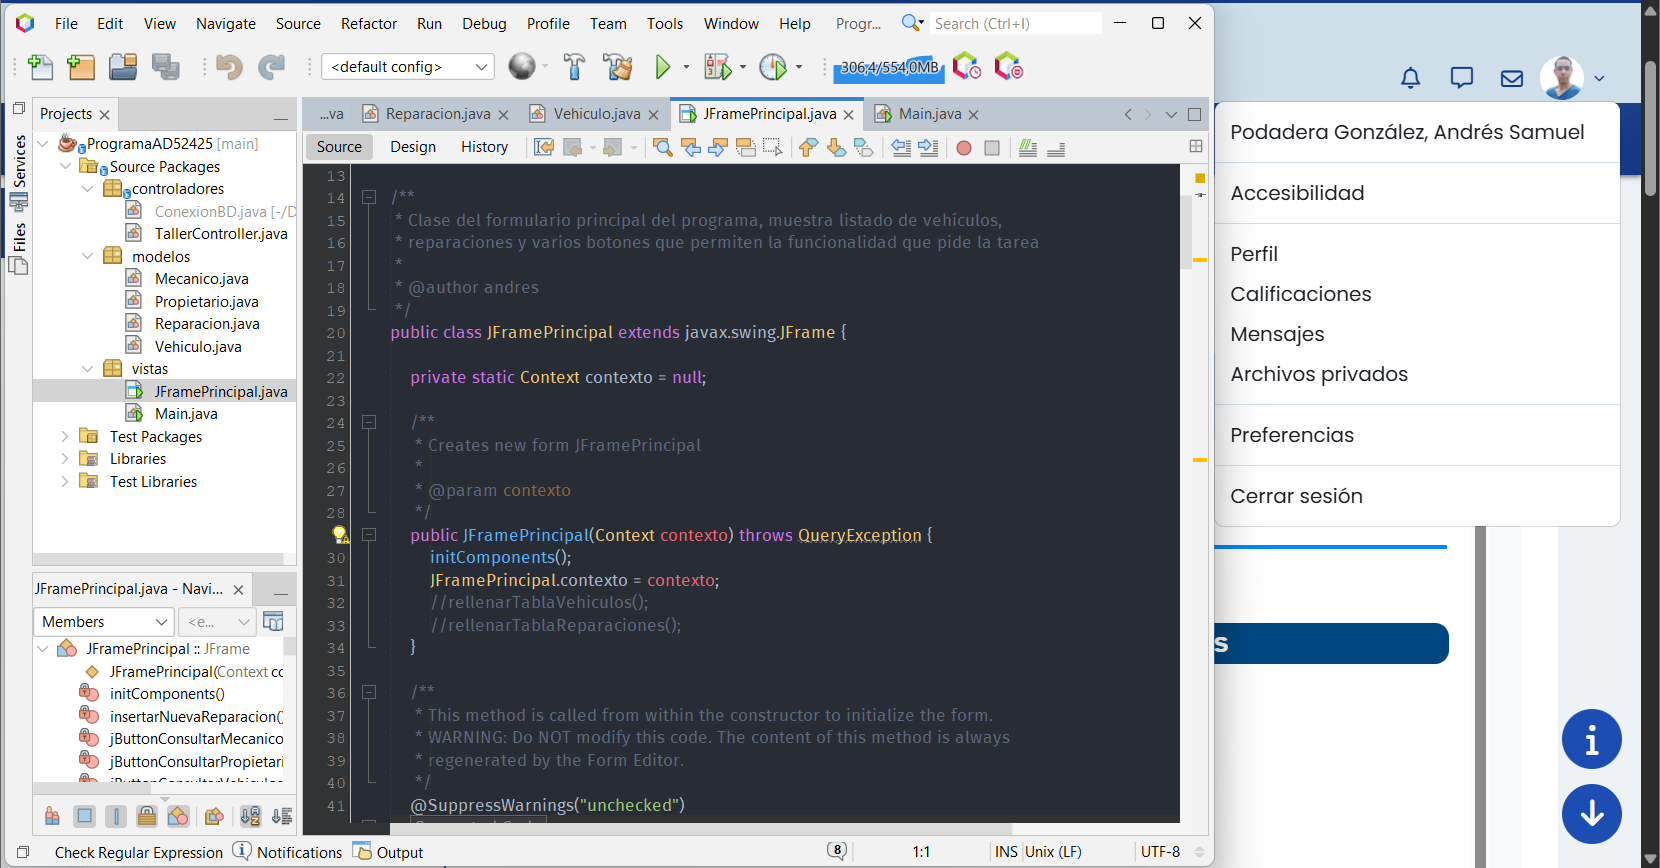 File Edit View Navigate Source Refactor Run Debug Profile Team Tools Window Help Progr... Search (Ctrl+I)
<default config> 306,4/554,0MB
Projects
ProgramaAD52425 [main]
Source Packages
controladores
ConexionBD.java [-/D
TallerController.java
modelos
Mecanico.java
Propietario.java
Reparacion.java
Vehiculo.java
vistas
JFramePrincipal.java
Main.java
Test Packages
Libraries
Test Libraries
Services
Files
JFramePrincipal.java - Navi...
Members <e...
JFramePrincipal :: JFrame
JFramePrincipal(Context co
initComponents()
insertarNuevaReparacion()
jButtonConsultarMecanico
jButtonConsultarPropietari
jButtonConsultarVehiculos
...va Reparacion.java Vehiculo.java JFramePrincipal.java Main.java
Source Design History
13
14 /**
15 * Clase del formulario principal del programa, muestra listado de vehículos,
16 * reparaciones y varios botones que permiten la funcionalidad que pide la tarea
17 *
18 * @author andres
19 */
20 public class JFramePrincipal extends javax.swing.JFrame {
21
22 private static Context contexto = null;
23
24 /**
25 * Creates new form JFramePrincipal
26 *
27 * @param contexto
28 */
public JFramePrincipal(Context contexto) throws QueryException {
30 initComponents();
31 JFramePrincipal.contexto = contexto;
32 //rellenarTablaVehiculos();
33 //rellenarTablaReparaciones();
34 }
35
36 /**
37 * This method is called from within the constructor to initialize the form.
38 * WARNING: Do NOT modify this code. The content of this method is always
39 * regenerated by the Form Editor.
40 */
41 @SuppressWarnings("unchecked")
Check Regular Expression Notifications Output 8 1:1 INS Unix (LF) UTF-8
Podadera González, Andrés Samuel
Accesibilidad
Perfil
Calificaciones
Mensajes
Archivos privados
Preferencias
Cerrar sesión
s